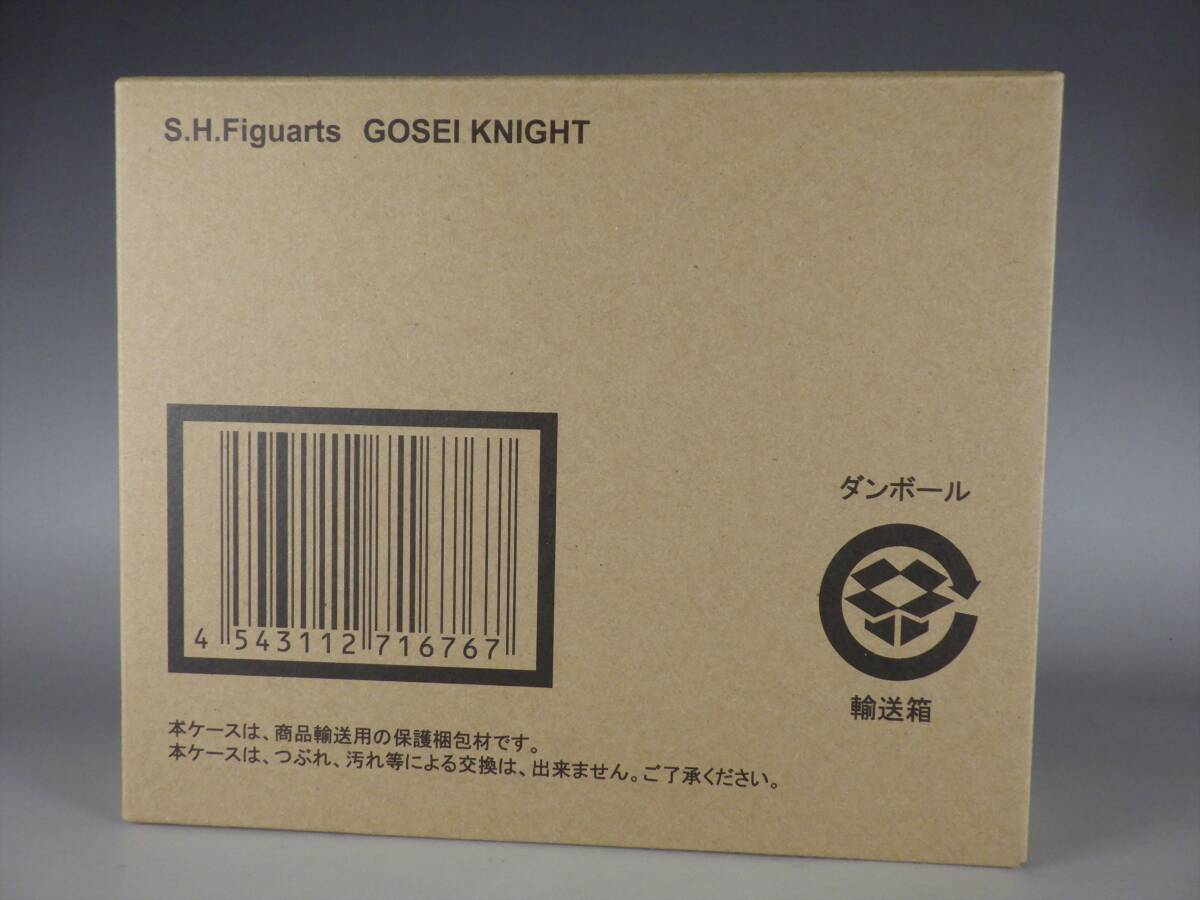 S.H.Figuarts GOSEI KNIGHT
ダンボール
輸送箱
4 543112 716767
本ケースは、商品輸送用の保護梱包材です。
本ケースは、つぶれ、汚れ等による交換は、出来ません。ご了承ください。